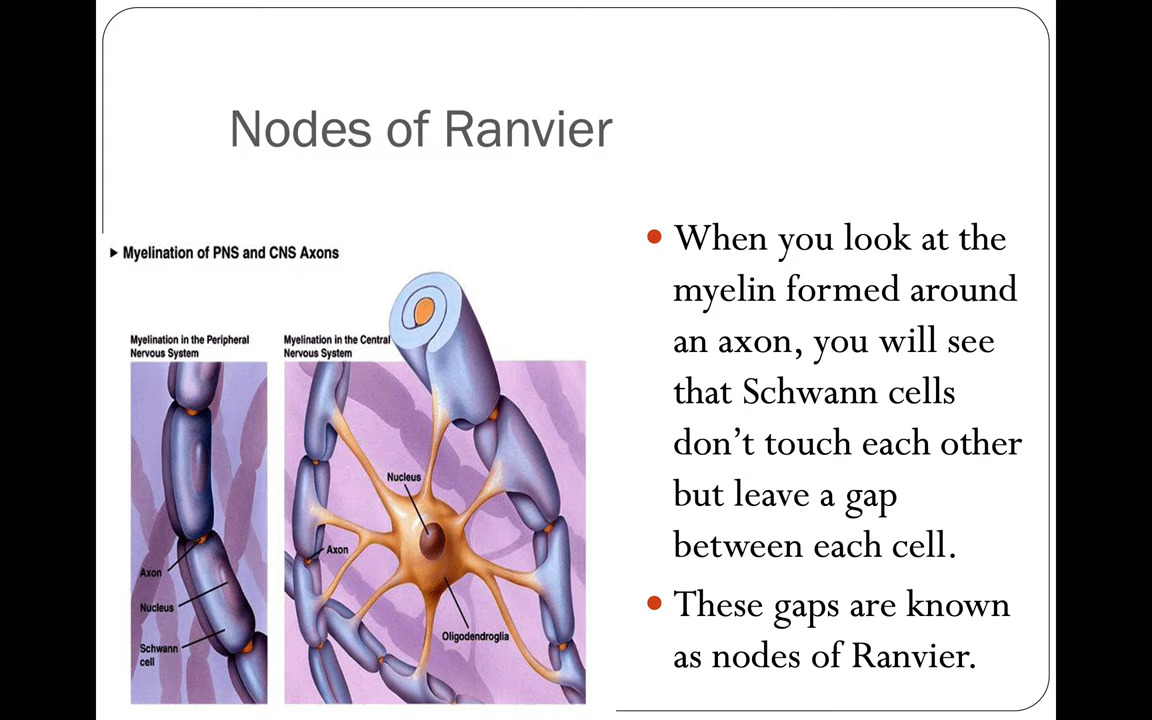 Nodes of Ranvier
Myelination of PNS and CNS Axons
Myelination in the Peripheral
Nervous System
Axon
Nucleus
Schwann
cell
Myelination in the Central
Nervous System
Nucleus
Axon
Oligodendroglia
• When you look at the
myelin formed around
an axon, you will see
that Schwann cells
don’t touch each other
but leave a gap
between each cell.
• These gaps are known
as nodes of Ranvier.